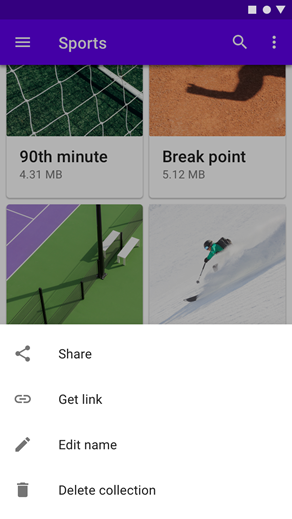 Sports
90th minute
4.31 MB
Break point
5.12 MB
Share
Get link
Edit name
Delete collection